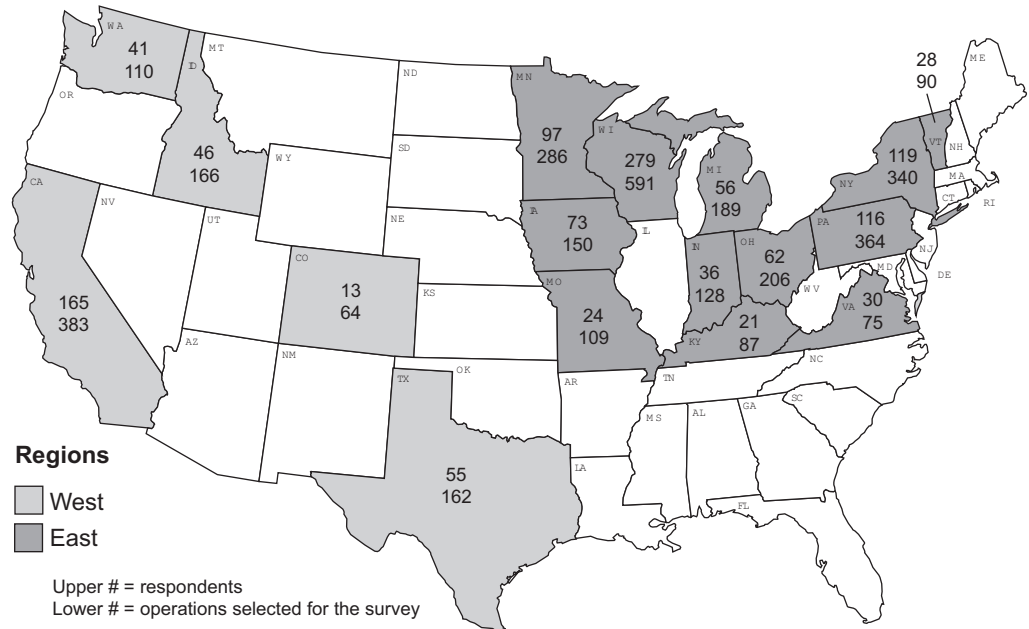 WA
41
110
ID
MT
ND
MN
ME
28
90
OR
46
166
WY
SD
97
286
WI
279
591
MI
56
189
VT
NH
119
340
NY
MA
CT
RI
CA
NV
UT
NE
IA
73
150
IL
IN
36
128
OH
62
206
PA
116
364
NJ
MD
DE
CO
13
64
KS
MO
24
109
WV
VA
30
75
KY
21
87
165
383
AZ
NM
OK
TX
AR
TN
NC
SC
MS
AL
GA
LA
FL
55
162
Regions
West
East
Upper # = respondents
Lower # = operations selected for the survey